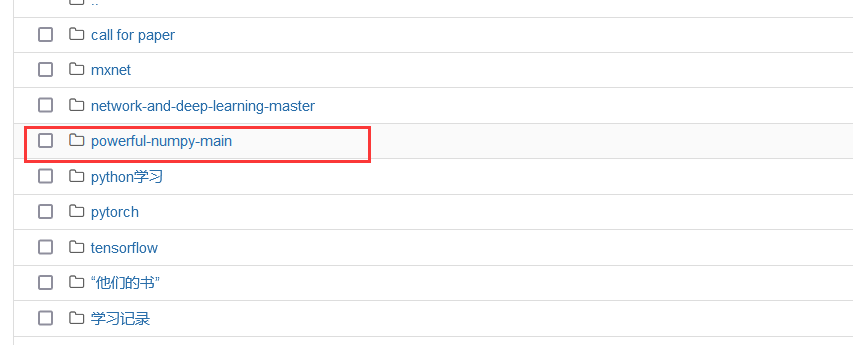 ..
call for paper
mxnet
network-and-deep-learning-master
powerful-numpy-main
python学习
pytorch
tensorflow
“他们的书”
学习记录